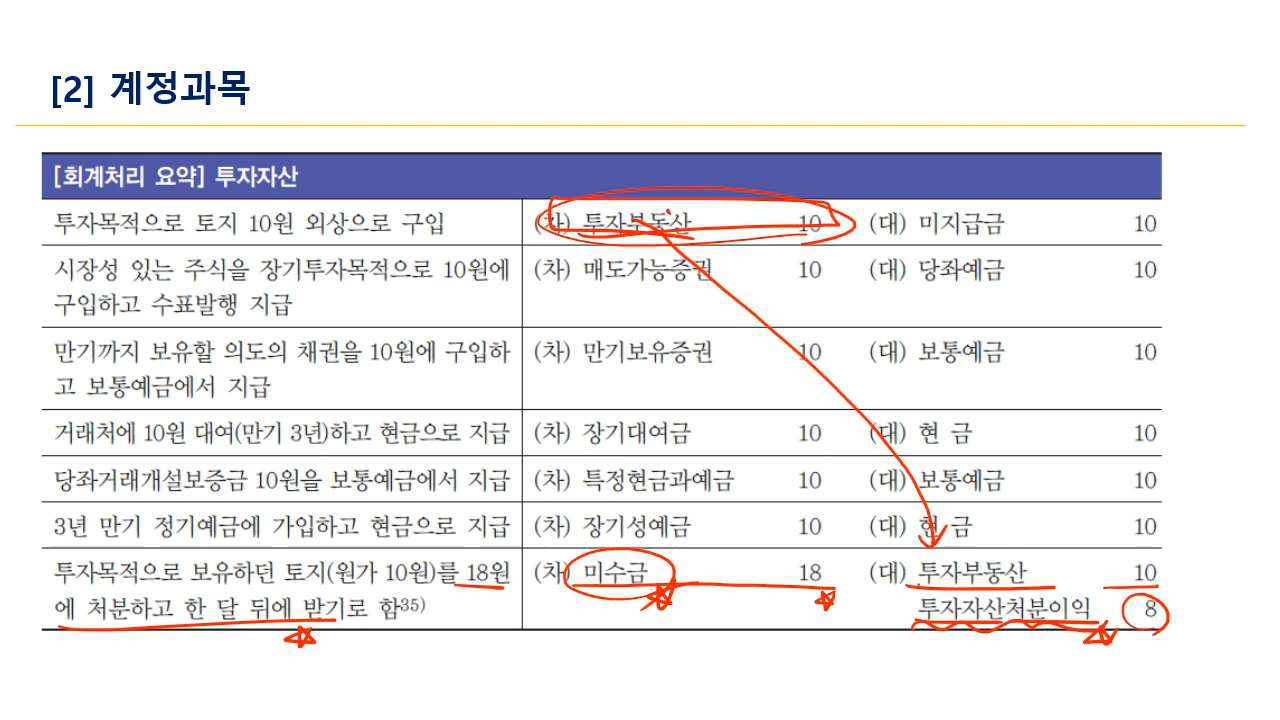 [2] 계정과목
[회계처리 요약] 투자자산
투자목적으로 토지 10원 외상으로 구입 (차) 투자부동산 10 (대) 미지급금 10
시장성 있는 주식을 장기투자목적으로 10원에 (차) 매도가능증권 10 (대) 당좌예금 10
구입하고 수표발행 지급
만기까지 보유할 의도의 채권을 10원에 구입하 (차) 만기보유증권 10 (대) 보통예금 10
고 보통예금에서 지급
거래처에 10원 대여(만기 3년)하고 현금으로 지급 (차) 장기대여금 10 (대) 현 금 10
당좌거래개설보증금 10원을 보통예금에서 지급 (차) 특정현금과예금 10 (대) 보통예금 10
3년 만기 정기예금에 가입하고 현금으로 지급 (차) 장기성예금 10 (대) 현 금 10
투자목적으로 보유하던 토지(원가 10원)를 18원 (차) 미수금 18 (대) 투자부동산 10
에 처분하고 한 달 뒤에 받기로 함35) 투자자산처분이익 8